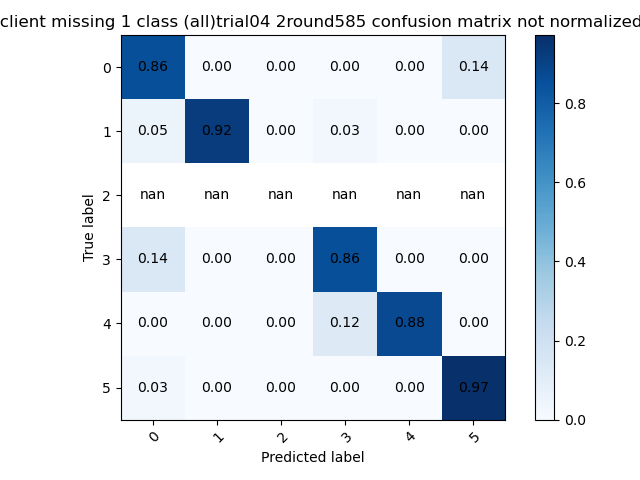 client missing 1 class (all)trial04 2round585 confusion matrix not normalized
0 0.86 0.00 0.00 0.00 0.00 0.14
1 0.05 0.92 0.00 0.03 0.00 0.00
2 nan nan nan nan nan nan
3 0.14 0.00 0.00 0.86 0.00 0.00
4 0.00 0.00 0.00 0.12 0.88 0.00
5 0.03 0.00 0.00 0.00 0.00 0.97
0 1 2 3 4 5
True label
Predicted label
0.8
0.6
0.4
0.2
0.0